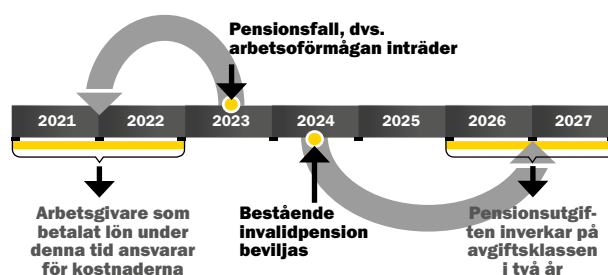 Pensionsfall, dvs.
arbetsoförmågan inträder
2021 2022 2023 2024 2025 2026 2027
Arbetsgivare som
betalat lön under
denna tid ansvarar
för kostnaderna
Bestående
invalidpension
beviljas
Pensionsutgif-
ten inverkar på
avgiftsklassen
i två år